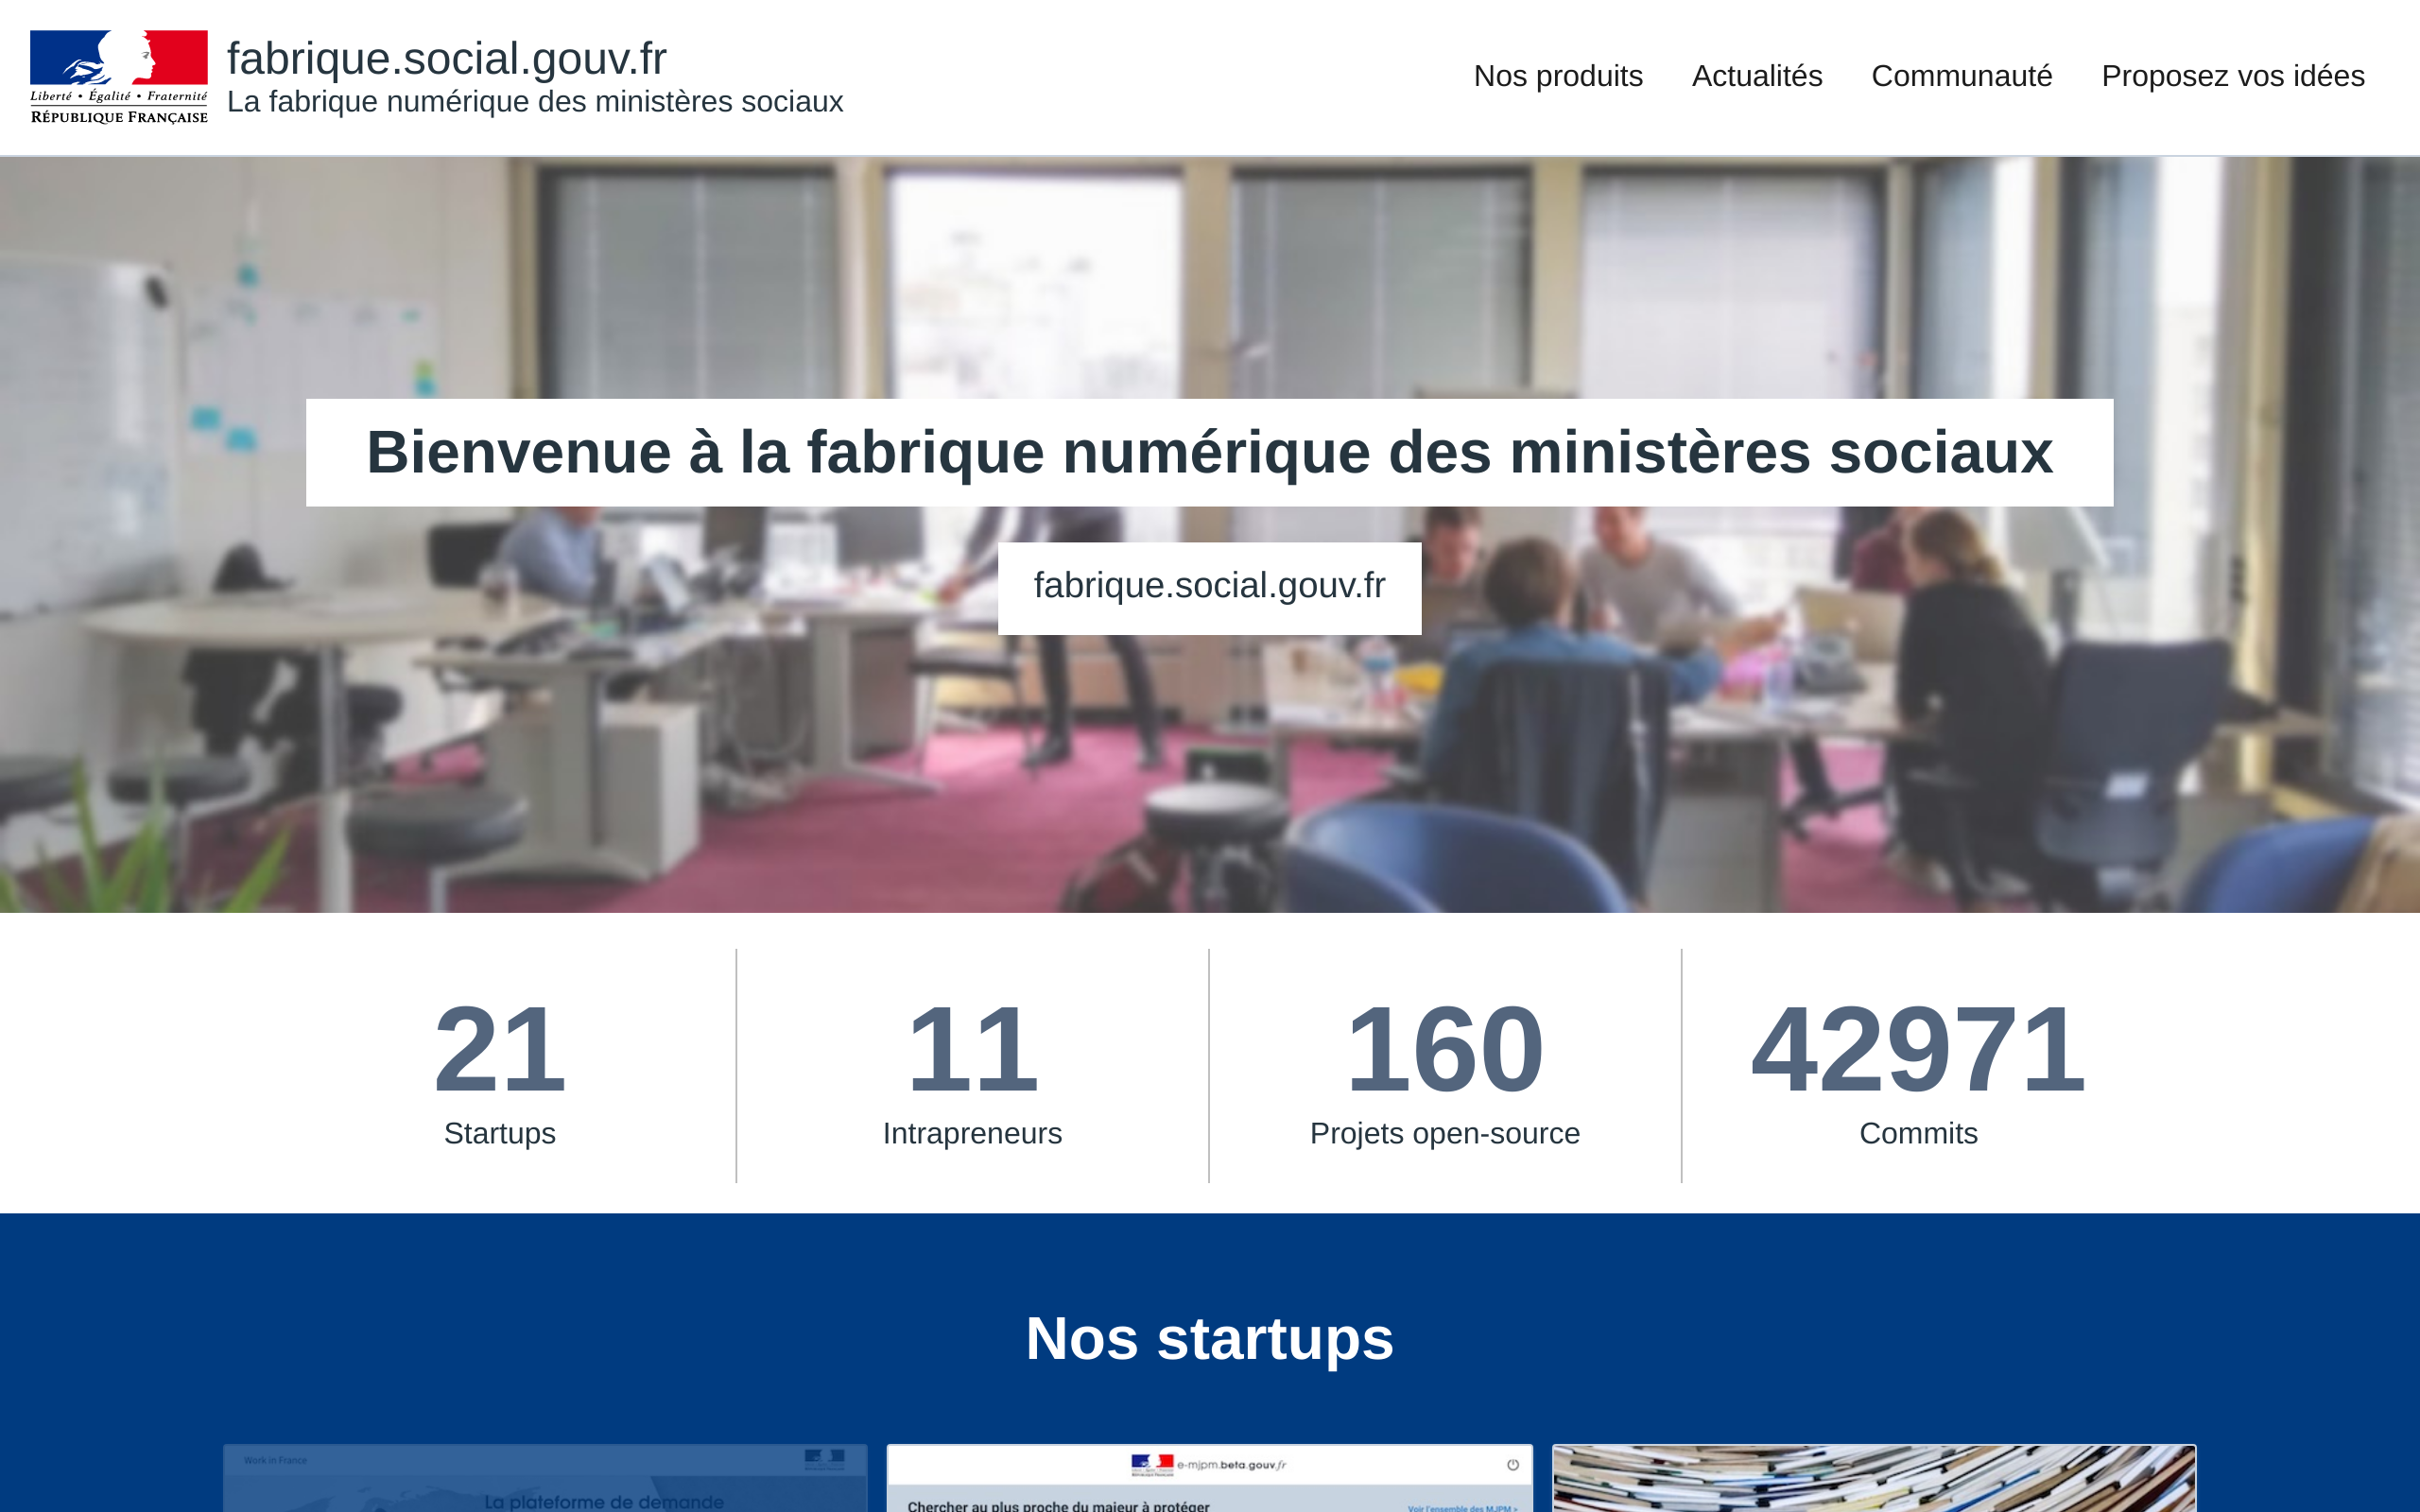 fabrique.social.gouv.fr
La fabrique numérique des ministères sociaux
Liberté • Égalité • Fraternité
RÉPUBLIQUE FRANÇAISE
Nos produits
Actualités
Communauté
Proposez vos idées
Bienvenue à la fabrique numérique des ministères sociaux
fabrique.social.gouv.fr
21
Startups
11
Intrapreneurs
160
Projets open-source
42971
Commits
Nos startups
Work in France
La plateforme de demande
e-mjpm.beta.gouv.fr
Chercher au plus proche du majeur à protéger
Voir l'ensemble des MJPM »